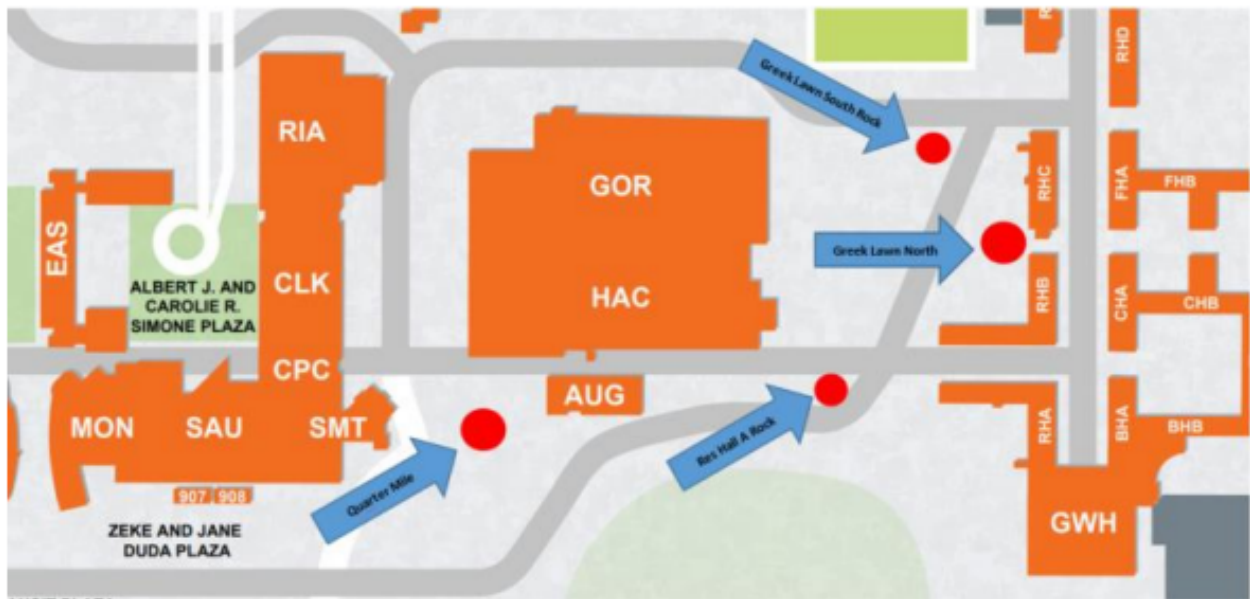 RHD
Greek Lawn South Rock
RIA
GOR
RHC
FHA
FHB
EAS
Greek Lawn North
ALBERT J. AND
CAROLIE R.
SIMONE PLAZA
CLK
HAC
RHB
CHA
CHB
CPC
AUG
MON
SAU
SMT
Res Hall A Rock
RHA
BHA
BHB
Quarter Mile
907
908
GWH
ZEKE AND JANE
DUDA PLAZA